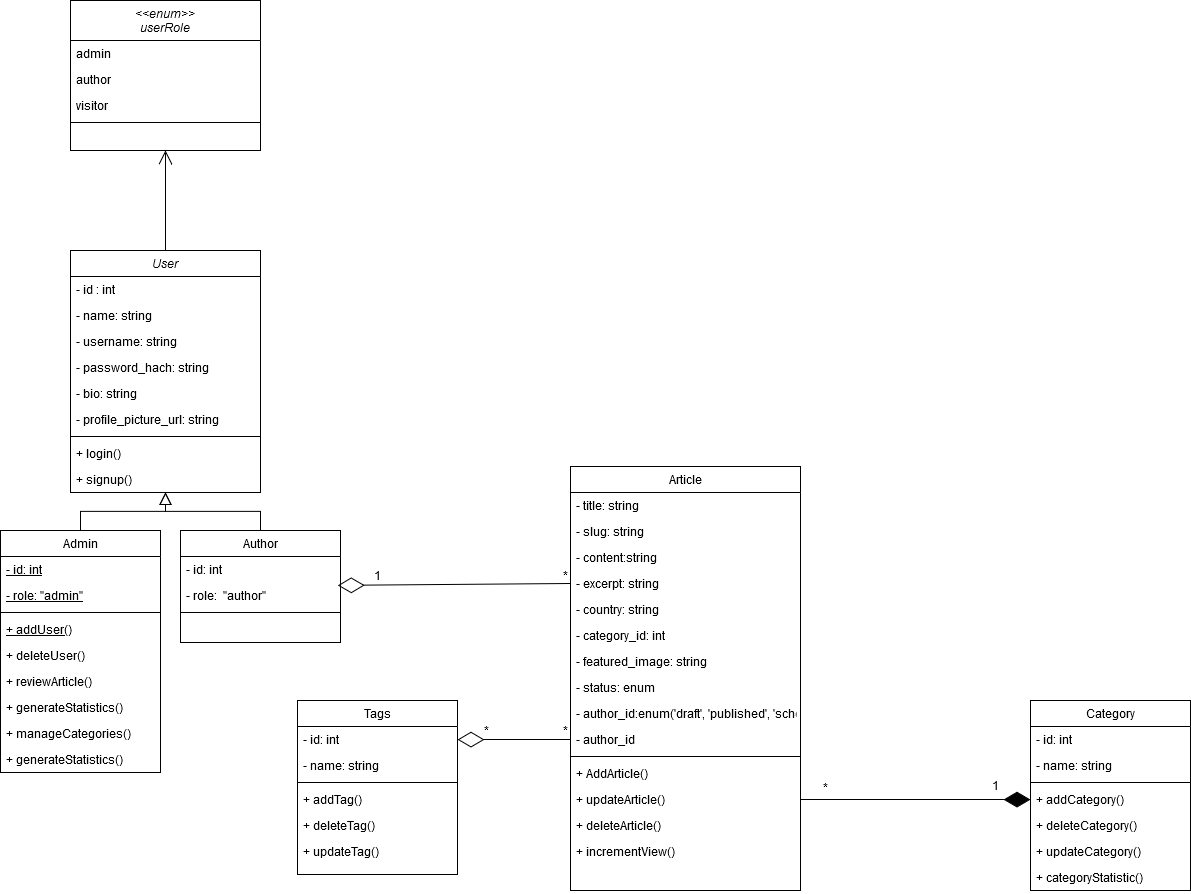 <<enum>>
userRole
admin
author
visitor
User
- id : int
- name: string
- username: string
- password_hach: string
- bio: string
- profile_picture_url: string
+ login()
+ signup()
Admin
- id: int
- role: "admin"
+ addUser()
+ deleteUser()
+ reviewArticle()
+ generateStatistics()
+ manageCategories()
+ generateStatistics()
Author
- id: int
- role:  "author"
1
*
Article
- title: string
- slug: string
- content:string
- excerpt: string
- country: string
- category_id: int
- featured_image: string
- status: enum
- author_id:enum('draft', 'published', 'sch
- author_id
+ AddArticle()
+ updateArticle()
+ deleteArticle()
+ incrementView()
Tags
- id: int
- name: string
+ addTag()
+ deleteTag()
+ updateTag()
*
*
*
1
Category
- id: int
- name: string
+ addCategory()
+ deleteCategory()
+ updateCategory()
+ categoryStatistic()